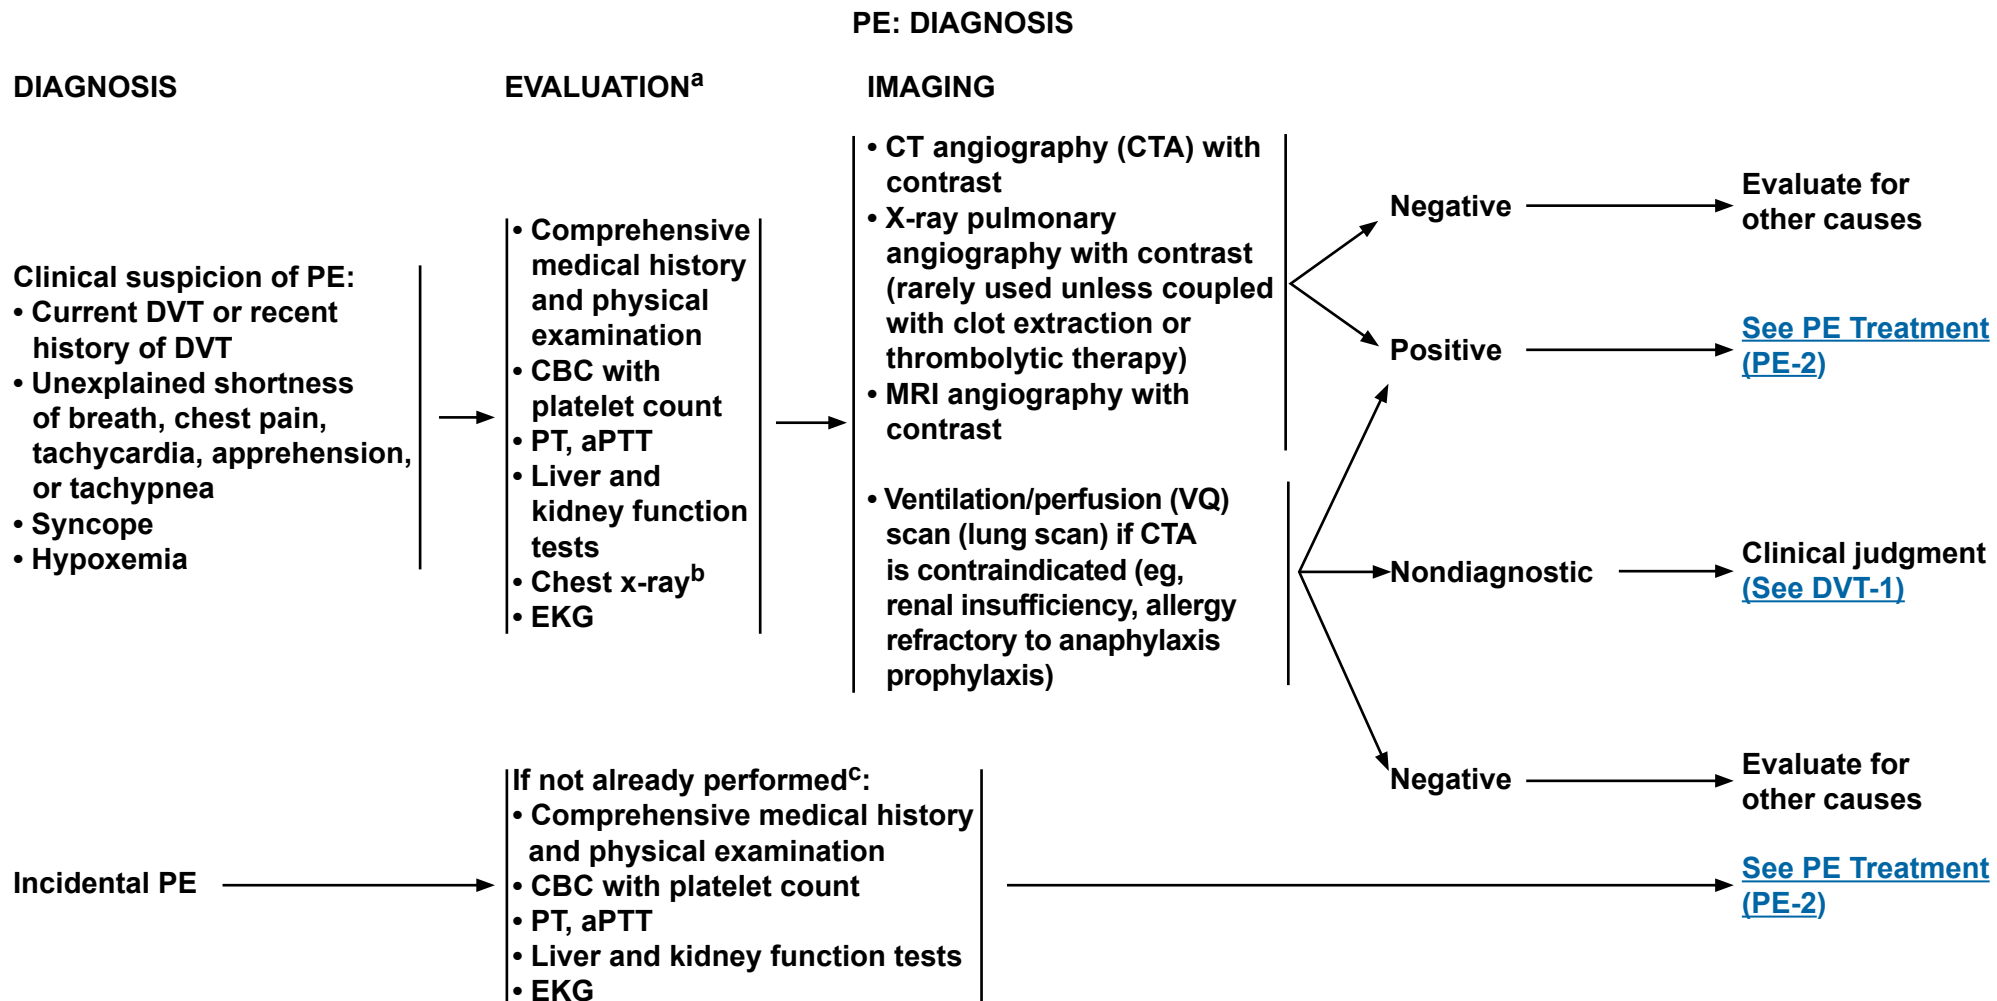 PE: DIAGNOSIS
DIAGNOSIS
EVALUATIONa
IMAGING
Clinical suspicion of PE:
• Current DVT or recent
history of DVT
• Unexplained shortness
of breath, chest pain,
tachycardia, apprehension,
or tachypnea
• Syncope
• Hypoxemia
• Comprehensive
medical history
and physical
examination
• CBC with
platelet count
• PT, aPTT
• Liver and
kidney function
tests
• Chest x-rayb
• EKG
• CT angiography (CTA) with
contrast
• X-ray pulmonary
angiography with contrast
(rarely used unless coupled
with clot extraction or
thrombolytic therapy)
• MRI angiography with
contrast
• Ventilation/perfusion (VQ)
scan (lung scan) if CTA
is contraindicated (eg,
renal insufficiency, allergy
refractory to anaphylaxis
prophylaxis)
Negative
Evaluate for
other causes
Positive
See PE Treatment
(PE-2)
Nondiagnostic
Clinical judgment
(See DVT-1)
Negative
Evaluate for
other causes
Incidental PE
If not already performedc:
• Comprehensive medical history
and physical examination
• CBC with platelet count
• PT, aPTT
• Liver and kidney function tests
• EKG
See PE Treatment
(PE-2)